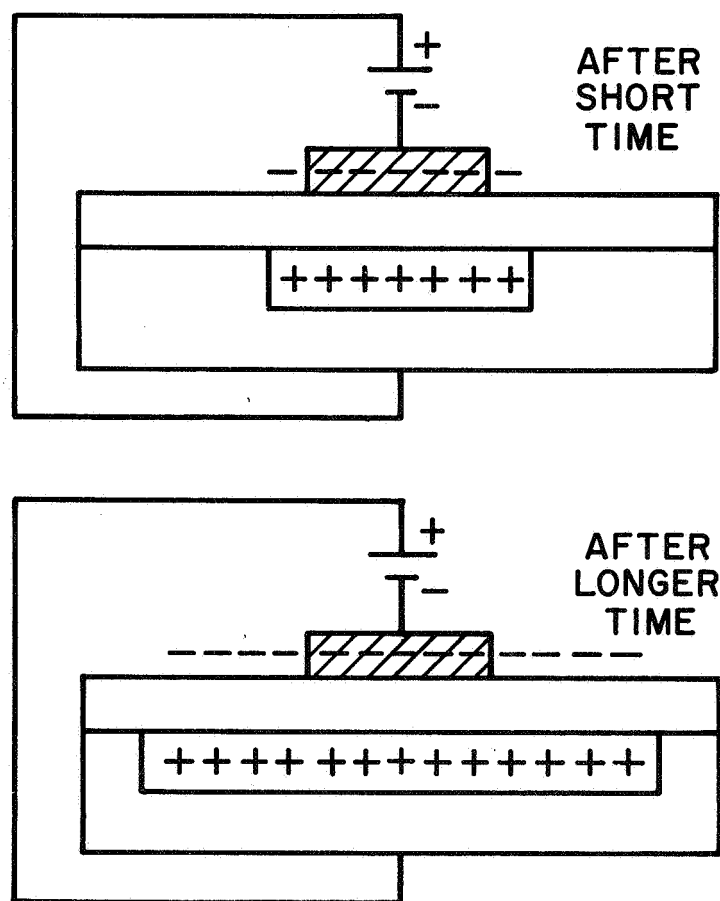 +
AFTER
SHORT
TIME
−
− − − − − − −
+ + + + + + +
+
AFTER
LONGER
TIME
−
− − − − − − − − − − − − −
+ + + + + + + + + + + + +